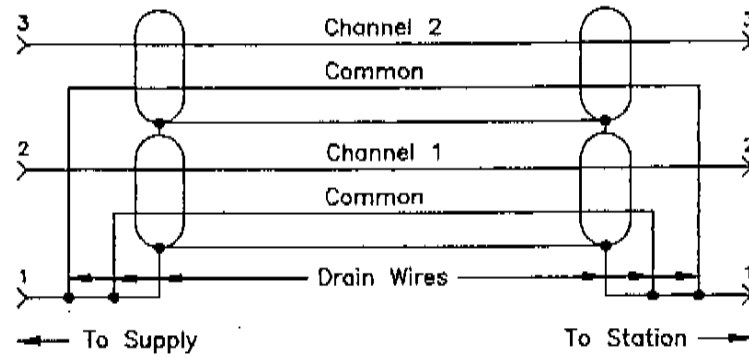 3 Channel 2 3
Common
2 Channel 1 2
Common
1 Drain Wires 1
To Supply To Station